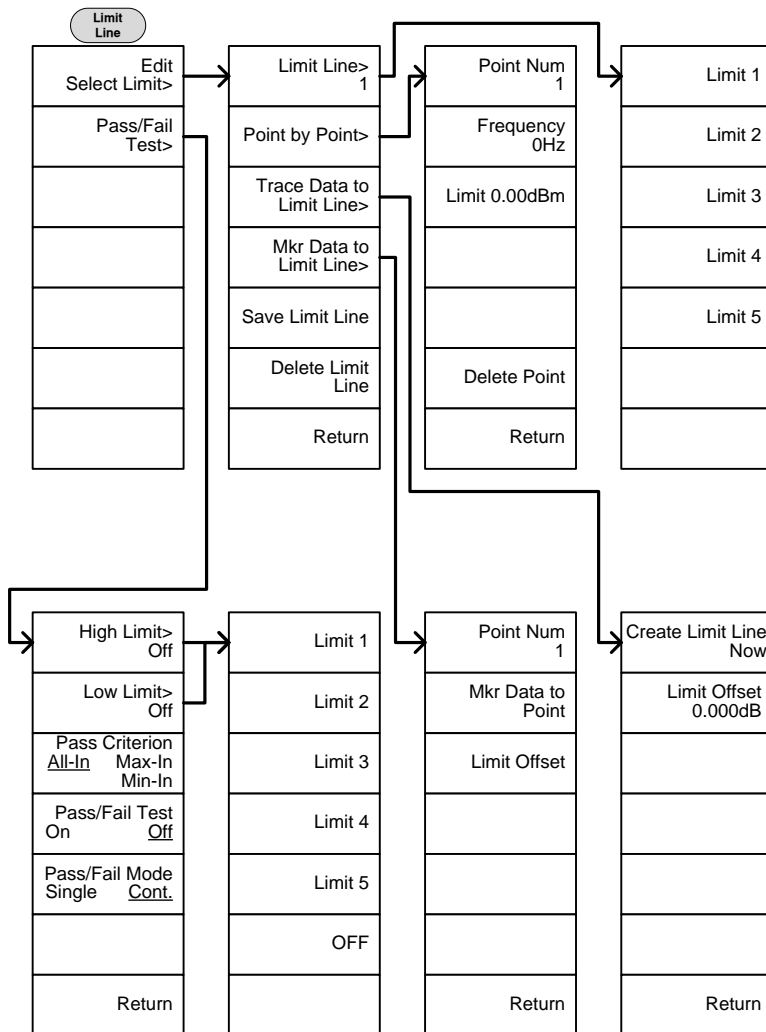 Limit
Line
Edit
Select Limit>
Pass/Fail
Test>
Limit Line>
1
Point by Point>
Trace Data to
Limit Line>
Mkr Data to
Limit Line>
Save Limit Line
Delete Limit
Line
Return
Point Num
1
Frequency
0Hz
Limit 0.00dBm
Delete Point
Return
Limit 1
Limit 2
Limit 3
Limit 4
Limit 5
High Limit>
Off
Low Limit>
Off
Pass Criterion
All-In Max-In
Min-In
Pass/Fail Test
On Off
Pass/Fail Mode
Single Cont.
Return
Limit 1
Limit 2
Limit 3
Limit 4
Limit 5
OFF
Point Num
1
Mkr Data to
Point
Limit Offset
Return
Create Limit Line
Now
Limit Offset
0.000dB
Return